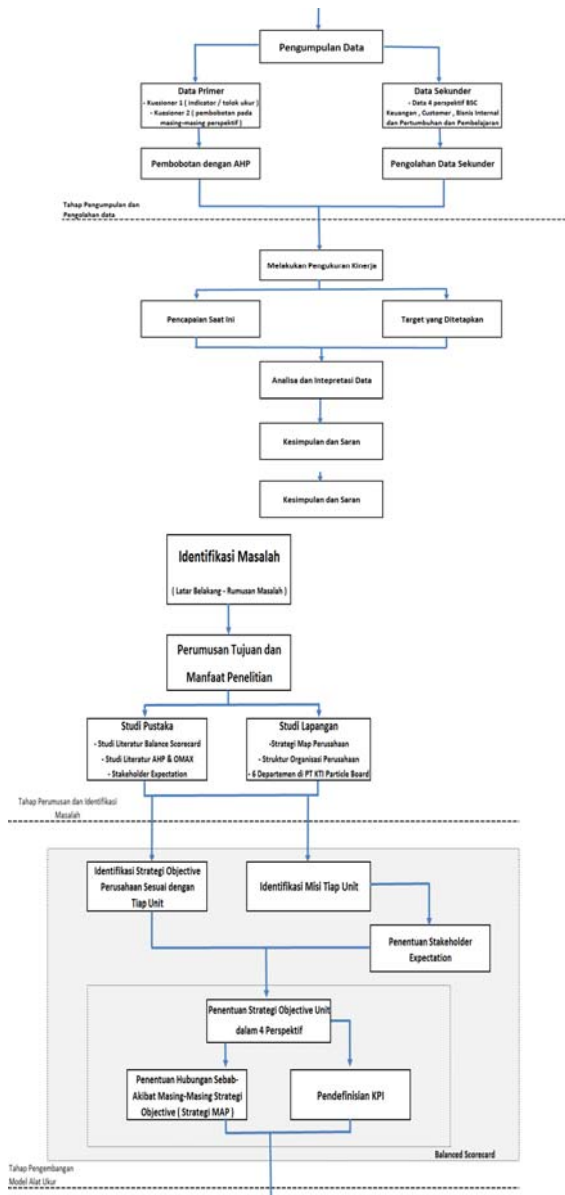 Pengumpulan Data
Data Primer
- Kuesioner 1 ( indicator / tolok ukur )
- Kuesioner 2 ( pembobotan pada
masing-masing perspektif )
Data Sekunder
- Data 4 perspektif BSC
Keuangan , Customer , Bisnis Internal
dan Pertumbuhan dan Pembelajaran
Pembobotan dengan AHP
Pengolahan Data Sekunder
Tahap Pengumpulan dan
Pengolahan data
Melakukan Pengukuran Kinerja
Pencapaian Saat Ini
Target yang Ditetapkan
Analisa dan Intepretasi Data
Kesimpulan dan Saran
Kesimpulan dan Saran
Identifikasi Masalah
( Latar Belakang - Rumusan Masalah )
Perumusan Tujuan dan
Manfaat Penelitian
Studi Pustaka
- Studi Literatur Balance Scorecard
- Studi Literatur AHP & OMAX
- Stakeholder Expectation
Studi Lapangan
-Strategi Map Perusahaan
- Struktur Organisasi Perusahaan
- 6 Departemen di PT KTI Particle Board
Tahap Perumusan dan Identifikasi
Masalah
Identifikasi Strategi Objective
Perusahaan Sesuai dengan
Tiap Unit
Identifikasi Misi Tiap Unit
Penentuan Stakeholder
Expectation
Penentuan Strategi Objective Unit
dalam 4 Perspektif
Penentuan Hubungan Sebab-
Akibat Masing-Masing Strategi
Objective ( Strategi MAP )
Pendefinisian KPI
Balanced Scorecard
Tahap Pengembangan
Model Alat Ukur